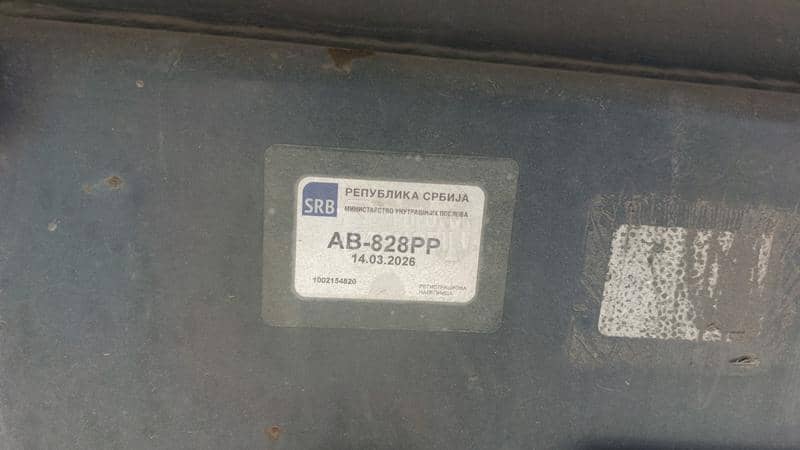 SRB
РЕПУБЛИКА СРБИЈА
МИНИСТАРСТВО УНУТРАШЊИХ ПОСЛОВА
AB-828PP
14.03.2026
1002154820
РЕГИСТРАЦИОНА
НАЛЕПНИЦА